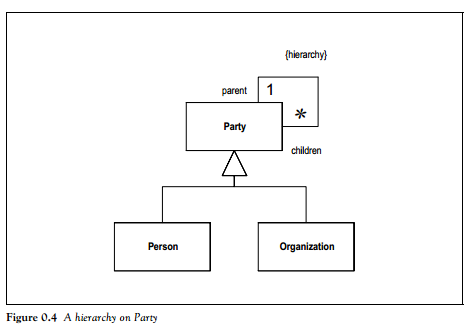 {hierarchy}
parent
1
Party
*
children
Person
Organization
Figure 0.4 A hierarchy on Party